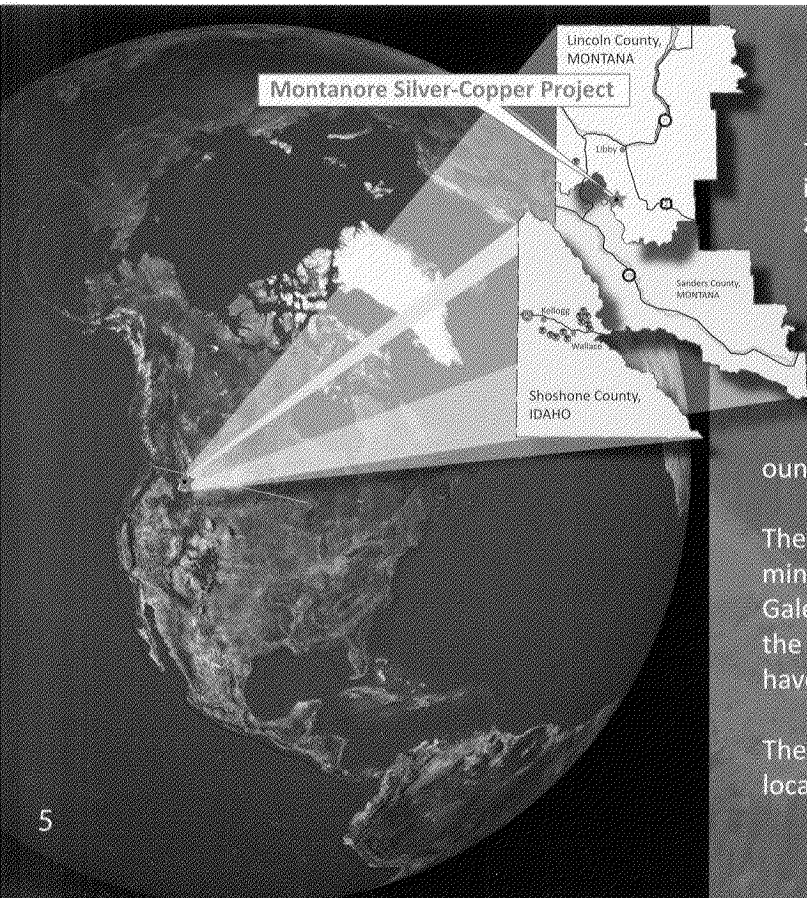 Lincoln County,
MONTANA
Montanore Silver-Copper Project
Libby
Sanders County,
MONTANA
Kellogg
Wallace
Shoshone County,
IDAHO
oun
The
min
Gale
the
have
The
loca
5